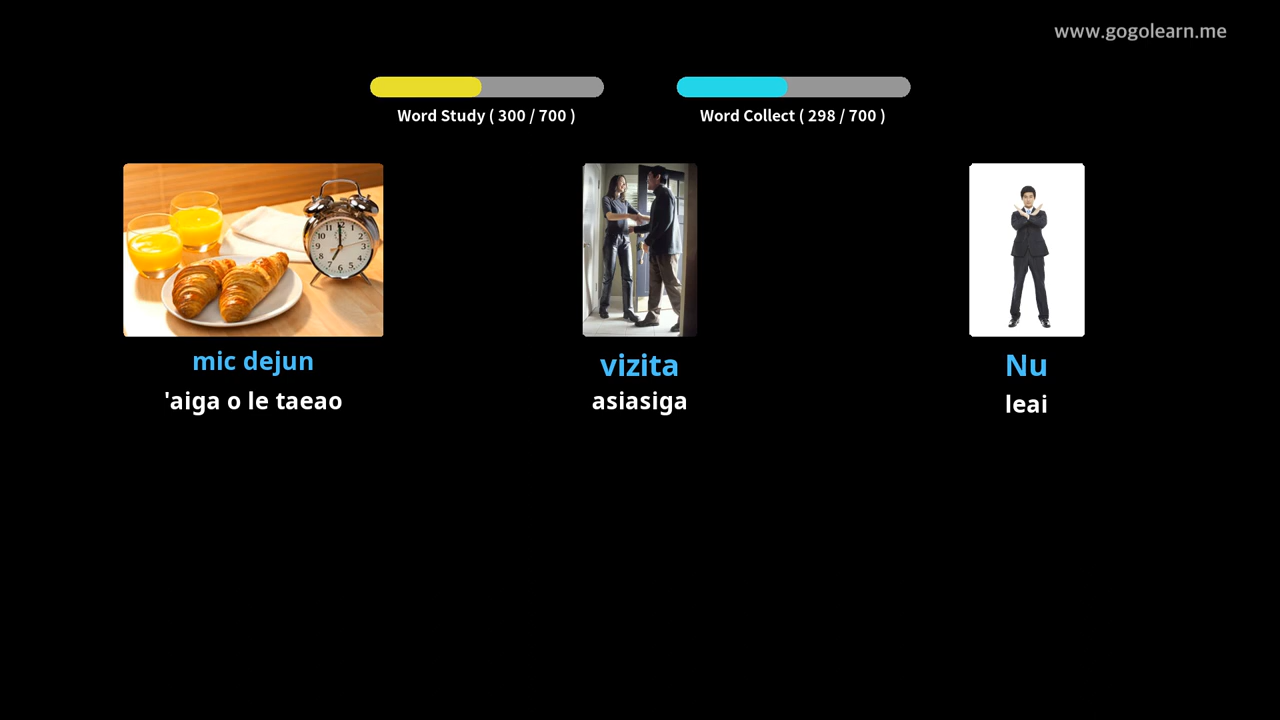 www.gogolearn.me
Word Study ( 300 / 700 )
Word Collect ( 298 / 700 )
mic dejun
'aiga o le taeao
vizita
asiasiga
Nu
leai